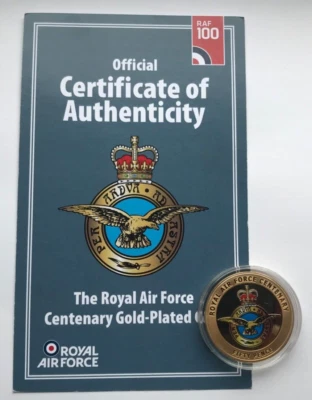 RAF
100
Official
Certificate of
Authenticity
PER ARDVA AD ASTRA
The Royal Air Force
Centenary Gold-Plated
ROYAL
AIR FORCE
ROYAL AIR FORCE CENTENARY